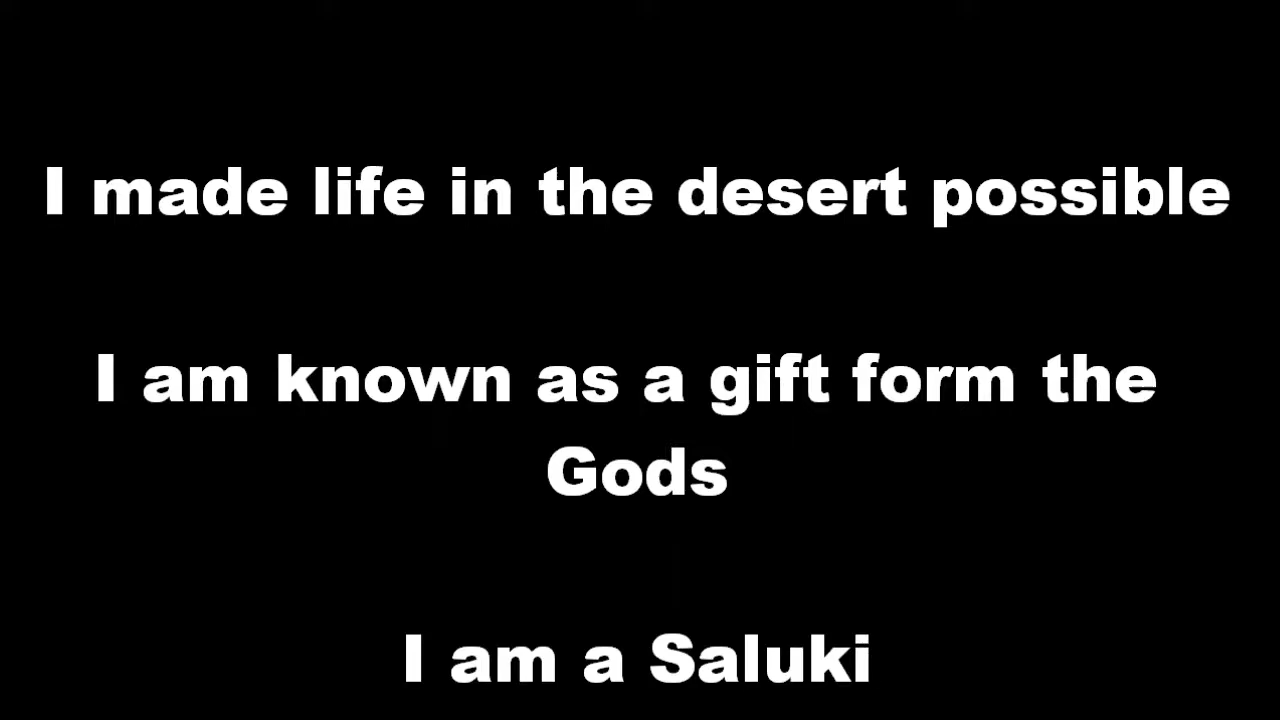 I made life in the desert possible
I am known as a gift form the
Gods
I am a Saluki